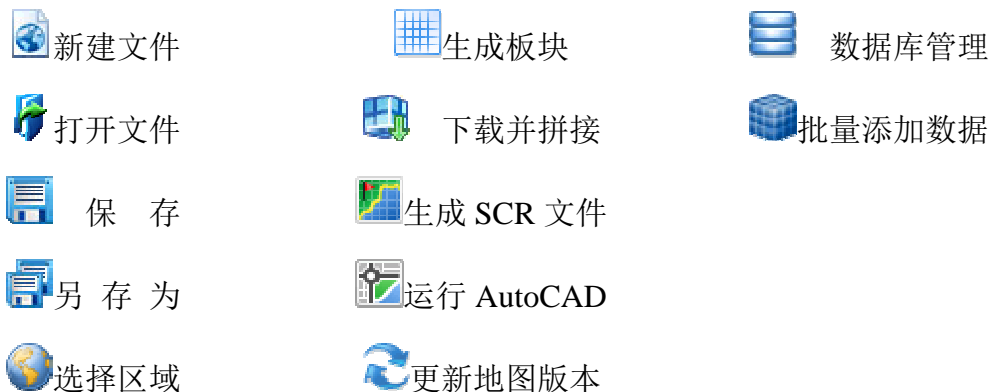 新建文件 生成板块 数据库管理
打开文件 下载并拼接 批量添加数据
保 存 生成 SCR 文件
另 存 为 运行 AutoCAD
选择区域 更新地图版本